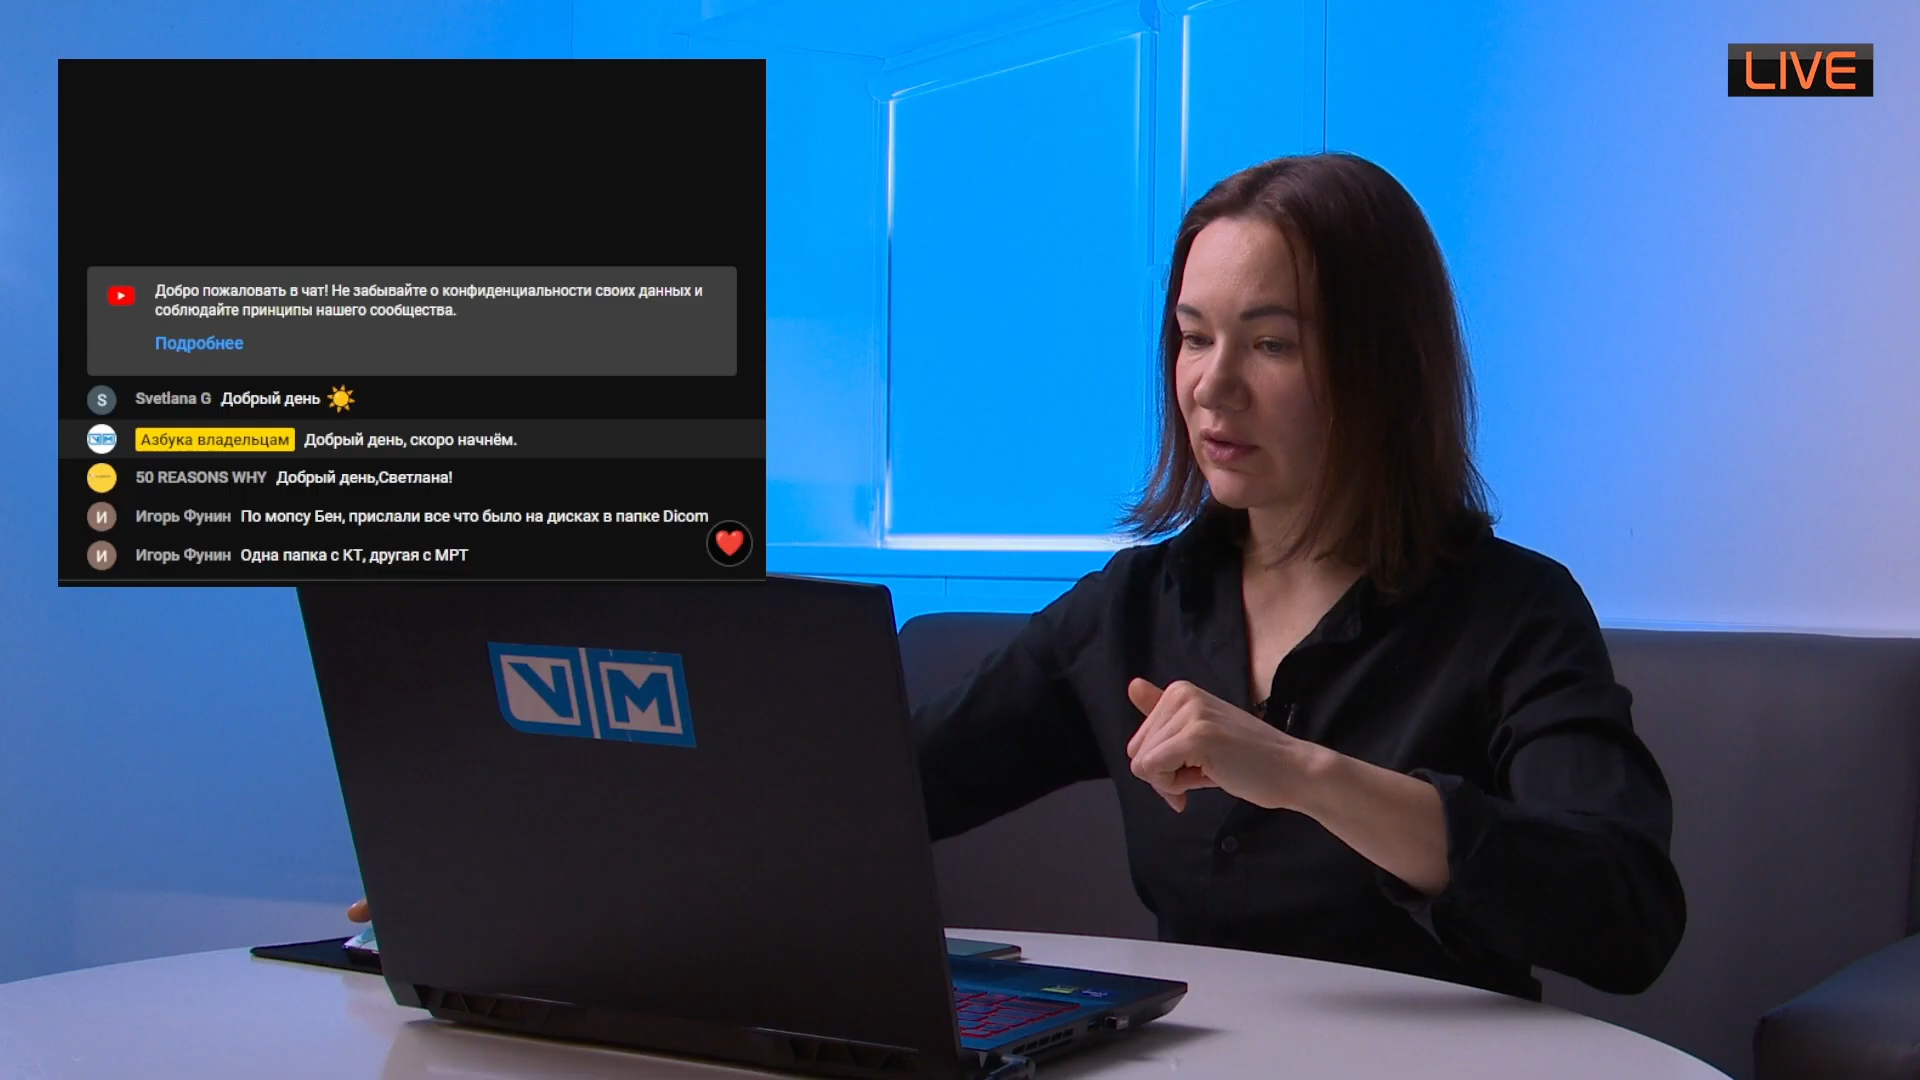 LIVE
Добро пожаловать в чат! Не забывайте о конфиденциальности своих данных и
соблюдайте принципы нашего сообщества.
Подробнее
S Svetlana G Добрый день
VM Азбука владельцам Добрый день, скоро начнём.
50 REASONS WHY Добрый день,Светлана!
И Игорь Фунин По мопсу Бен, прислали все что было на дисках в папке Dicom
И Игорь Фунин Одна папка с КТ, другая с МРТ
VM